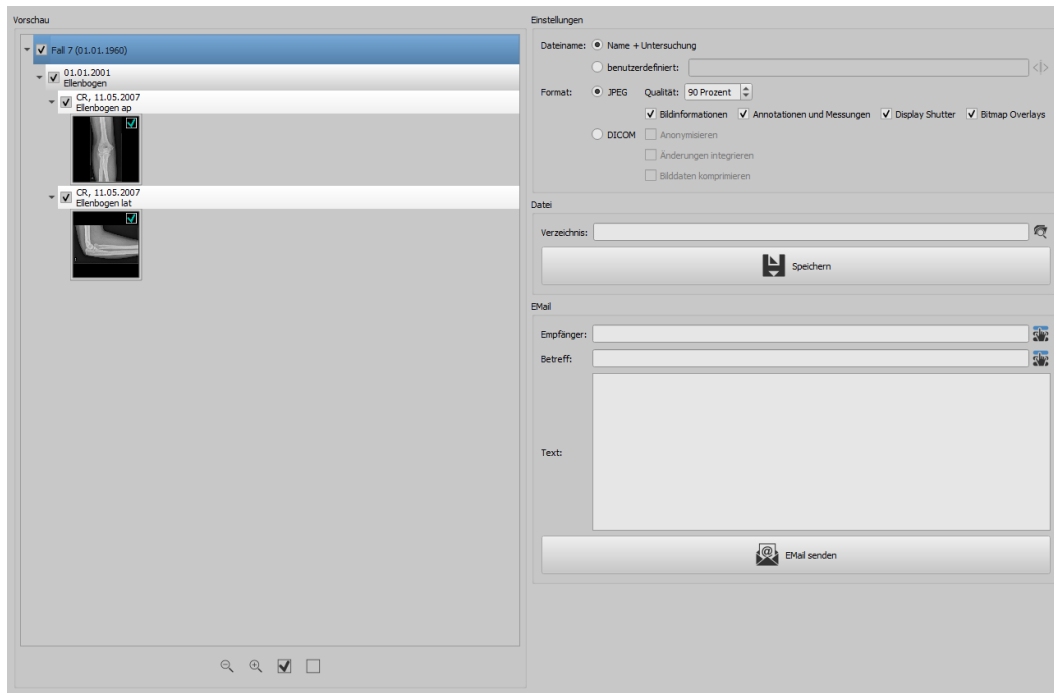 Vorschau
Fall 7 (01.01.1960)
01.01.2001
Ellenbogen
CR, 11.05.2007
Ellenbogen ap
CR, 11.05.2007
Ellenbogen lat
Einstellungen
Dateiname: Name + Untersuchung
benutzerdefiniert:
Format: JPEG Qualität: 90 Prozent
Bildinformationen Annotationen und Messungen Display Shutter Bitmap Overlays
DICOM Anonymisieren
Änderungen integrieren
Bilddaten komprimieren
Datei
Verzeichnis:
Speichern
EMail
Empfänger:
Betreff:
Text:
EMail senden